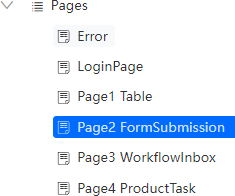 Pages
Error
LoginPage
Page1 Table
Page2 FormSubmission
Page3 WorkflowInbox
Page4 ProductTask